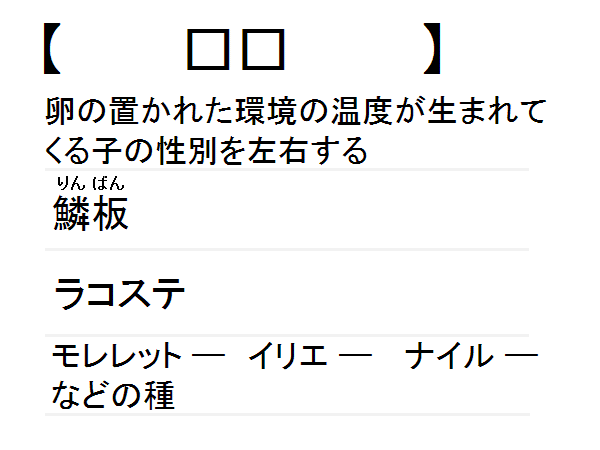 【　　□□　　】
卵の置かれた環境の温度が生まれて
くる子の性別を左右する
りん ばん
鱗板
ラコステ
モレレット ―　イリエ ―　ナイル ―
などの種